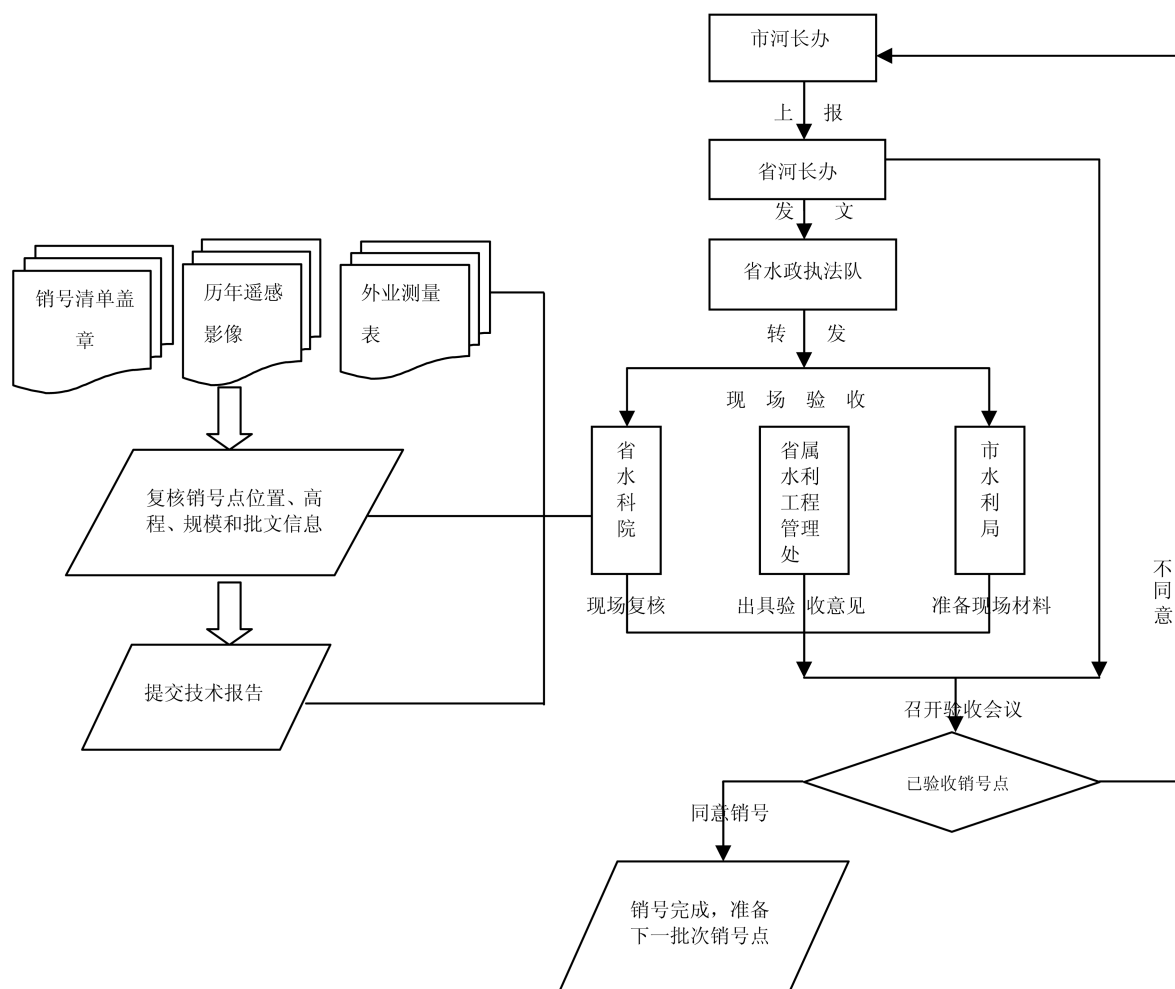 市河长办
上 报
省河长办
发 文
省水政执法队
转 发
销号清单盖
章
历年遥感
影像
外业测量
表
现 场 验 收
省
水
科
院
省属
水利
工程
管理
处
市
水
利
局
复核销号点位置、高
程、规模和批文信息
现场复核
出具验 收意见
准备现场材料
不
同
意
提交技术报告
召开验收会议
已验收销号点
同意销号
销号完成，准备
下一批次销号点